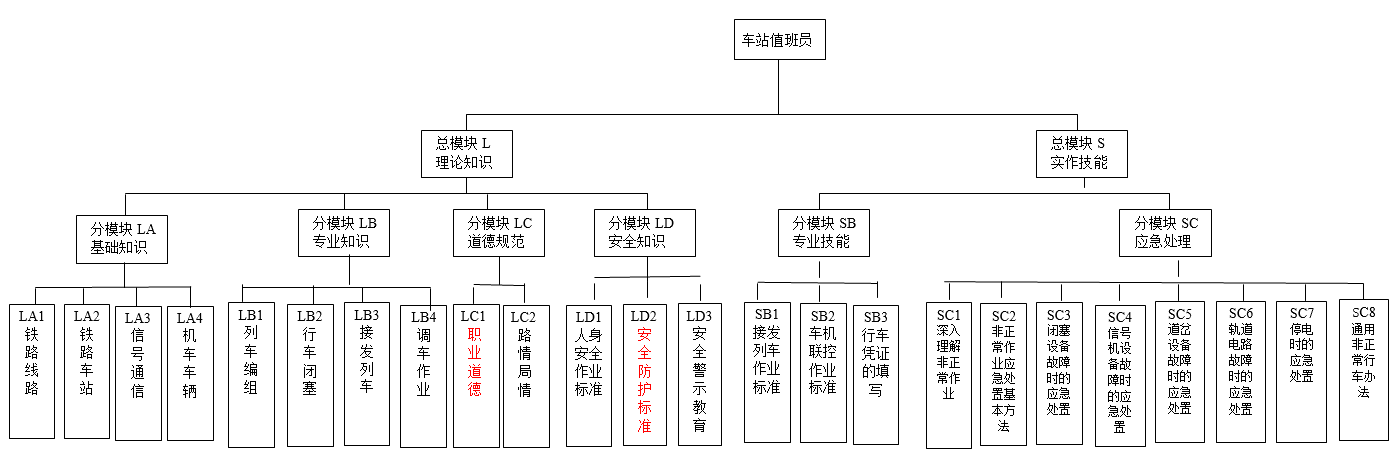 车站值班员
总模块 L
理论知识
总模块 S
实作技能
分模块 LA
基础知识
分模块 LB
专业知识
分模块 LC
道德规范
分模块 LD
安全知识
分模块 SB
专业技能
分模块 SC
应急处理
LA1
铁
路
线
路
LA2
铁
路
车
站
LA3
信
号
通
信
LA4
机
车
车
辆
LB1
列
车
编
组
LB2
行
车
闭
塞
LB3
接
发
列
车
LB4
调
车
作
业
LC1
职
业
道
德
LC2
路
情
局
情
LD1
人身
安全
作业
标准
LD2
安
全
防
护
标
准
LD3
安
全
警
示
教
育
SB1
接发
列车
作业
标准
SB2
车机
联控
作业
标准
SB3
行车
凭证
的填
写
SC1
深入
理解
非正
常作
业
SC2
非正
常作
业应
急处
置基
本方
法
SC3
闭塞
设备
故障
时的
应急
处置
SC4
信号
机设
备故
障时
的应
急处
置
SC5
道岔
设备
故障
时的
应急
处置
SC6
轨道
电路
故障
时的
应急
处置
SC7
停电
时的
应急
处置
SC8
通用
非正
常行
车办
法